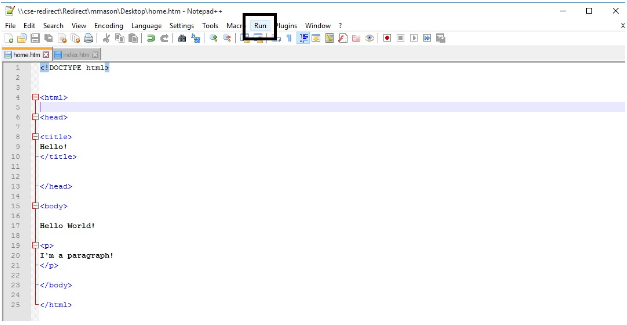 \\cse-redirect\Redirect\mmason\Desktop\home.htm - Notepad++
File Edit Search View Encoding Language Settings Tools Macro Run Plugins Window ? X
home.htm index.htm
1 <!DOCTYPE html>
2
3
4 <html>
5
6 <head>
7
8 <title>
9 Hello!
10 </title>
11
12
13 </head>
14
15 <body>
16
17 Hello World!
18
19 <p>
20 I'm a paragraph!
21 </p>
22
23 </body>
24
25 </html>